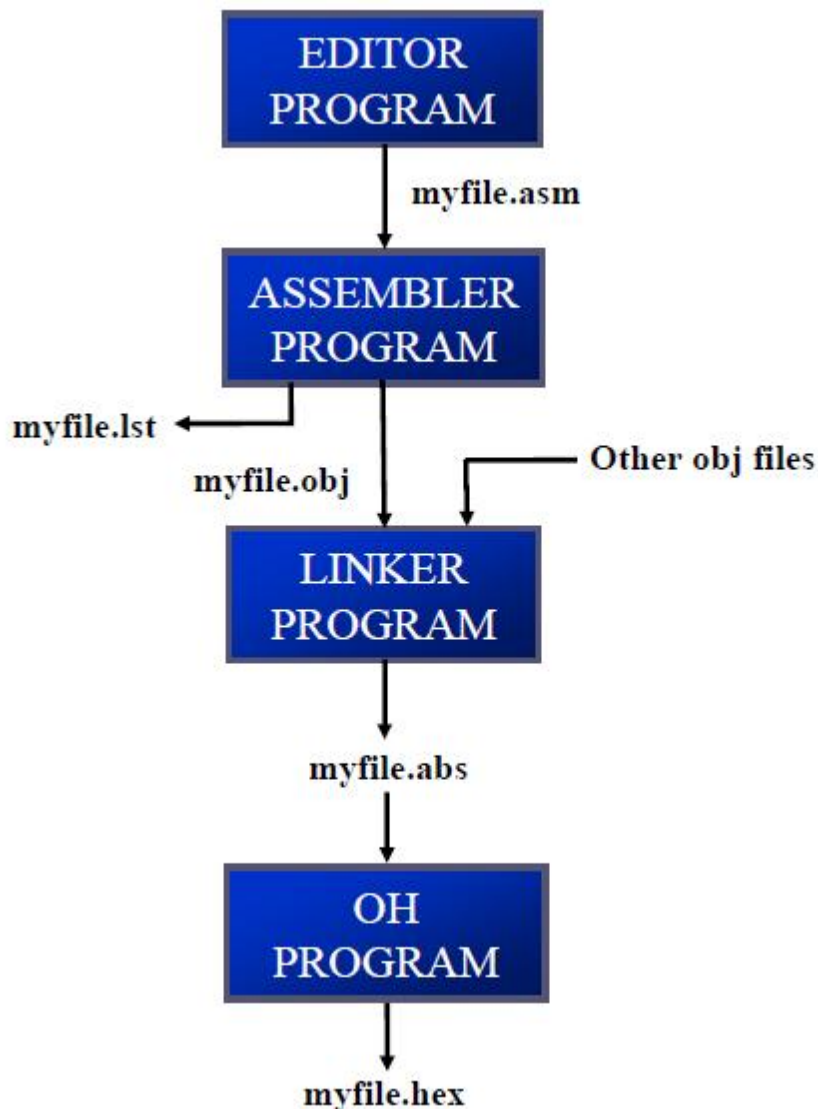 EDITOR
PROGRAM
myfile.asm
ASSEMBLER
PROGRAM
myfile.lst
myfile.obj
Other obj files
LINKER
PROGRAM
myfile.abs
OH
PROGRAM
myfile.hex